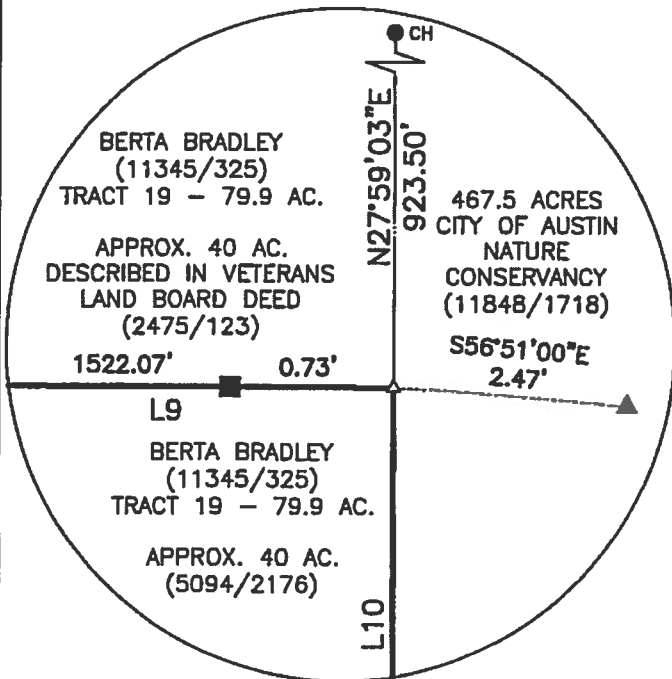 CH
N27°59'03"E
923.50'
BERTA BRADLEY
(11345/325)
TRACT 19 – 79.9 AC.
APPROX. 40 AC.
DESCRIBED IN VETERANS
LAND BOARD DEED
(2475/123)
467.5 ACRES
CITY OF AUSTIN
NATURE
CONSERVANCY
(11848/1718)
S56°51'00"E
2.47'
1522.07'
0.73'
L9
BERTA BRADLEY
(11345/325)
TRACT 19 – 79.9 AC.
APPROX. 40 AC.
(5094/2176)
L10